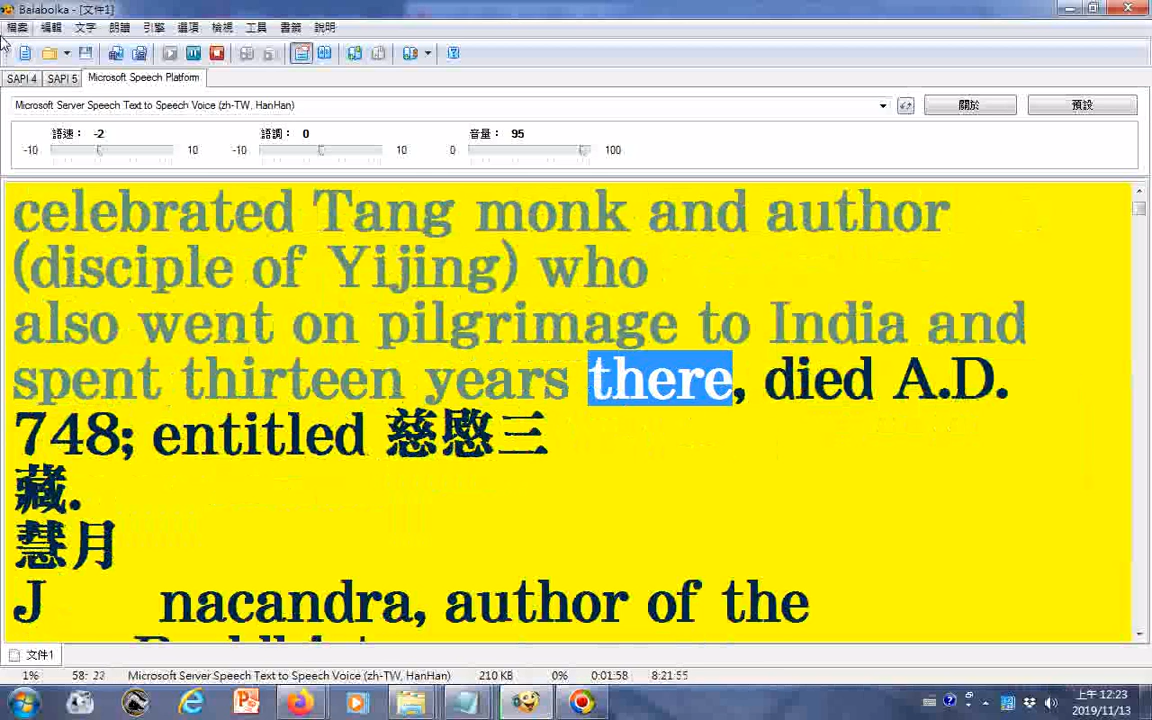 Balabolka - [文件1]
檔案 編輯 文字 朗讀 引擎 選項 檢視 工具 書籤 說明
SAPI 4 SAPI 5 Microsoft Speech Platform
Microsoft Server Speech Text to Speech Voice (zh-TW, HanHan) 關於 預設
語速： -2 語調： 0 音量： 95
-10 10 -10 10 0 100
celebrated Tang monk and author
(disciple of Yijing) who
also went on pilgrimage to India and
spent thirteen years there, died A.D.
748; entitled 慈愍三
藏.
慧月
J nacandra, author of the
文件1
1% 58: 23 Microsoft Server Speech Text to Speech Voice (zh-TW, HanHan) 210 KB 0% 0:01:58 8:21:55
上午 12:23
2019/11/13